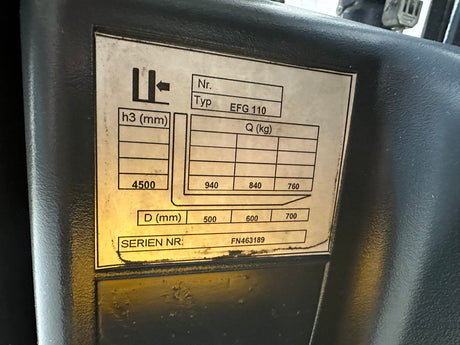 Nr.
Typ EFG 110
h3 (mm) Q (kg)
4500 940 840 760
D (mm) 500 600 700
SERIEN NR: FN463189